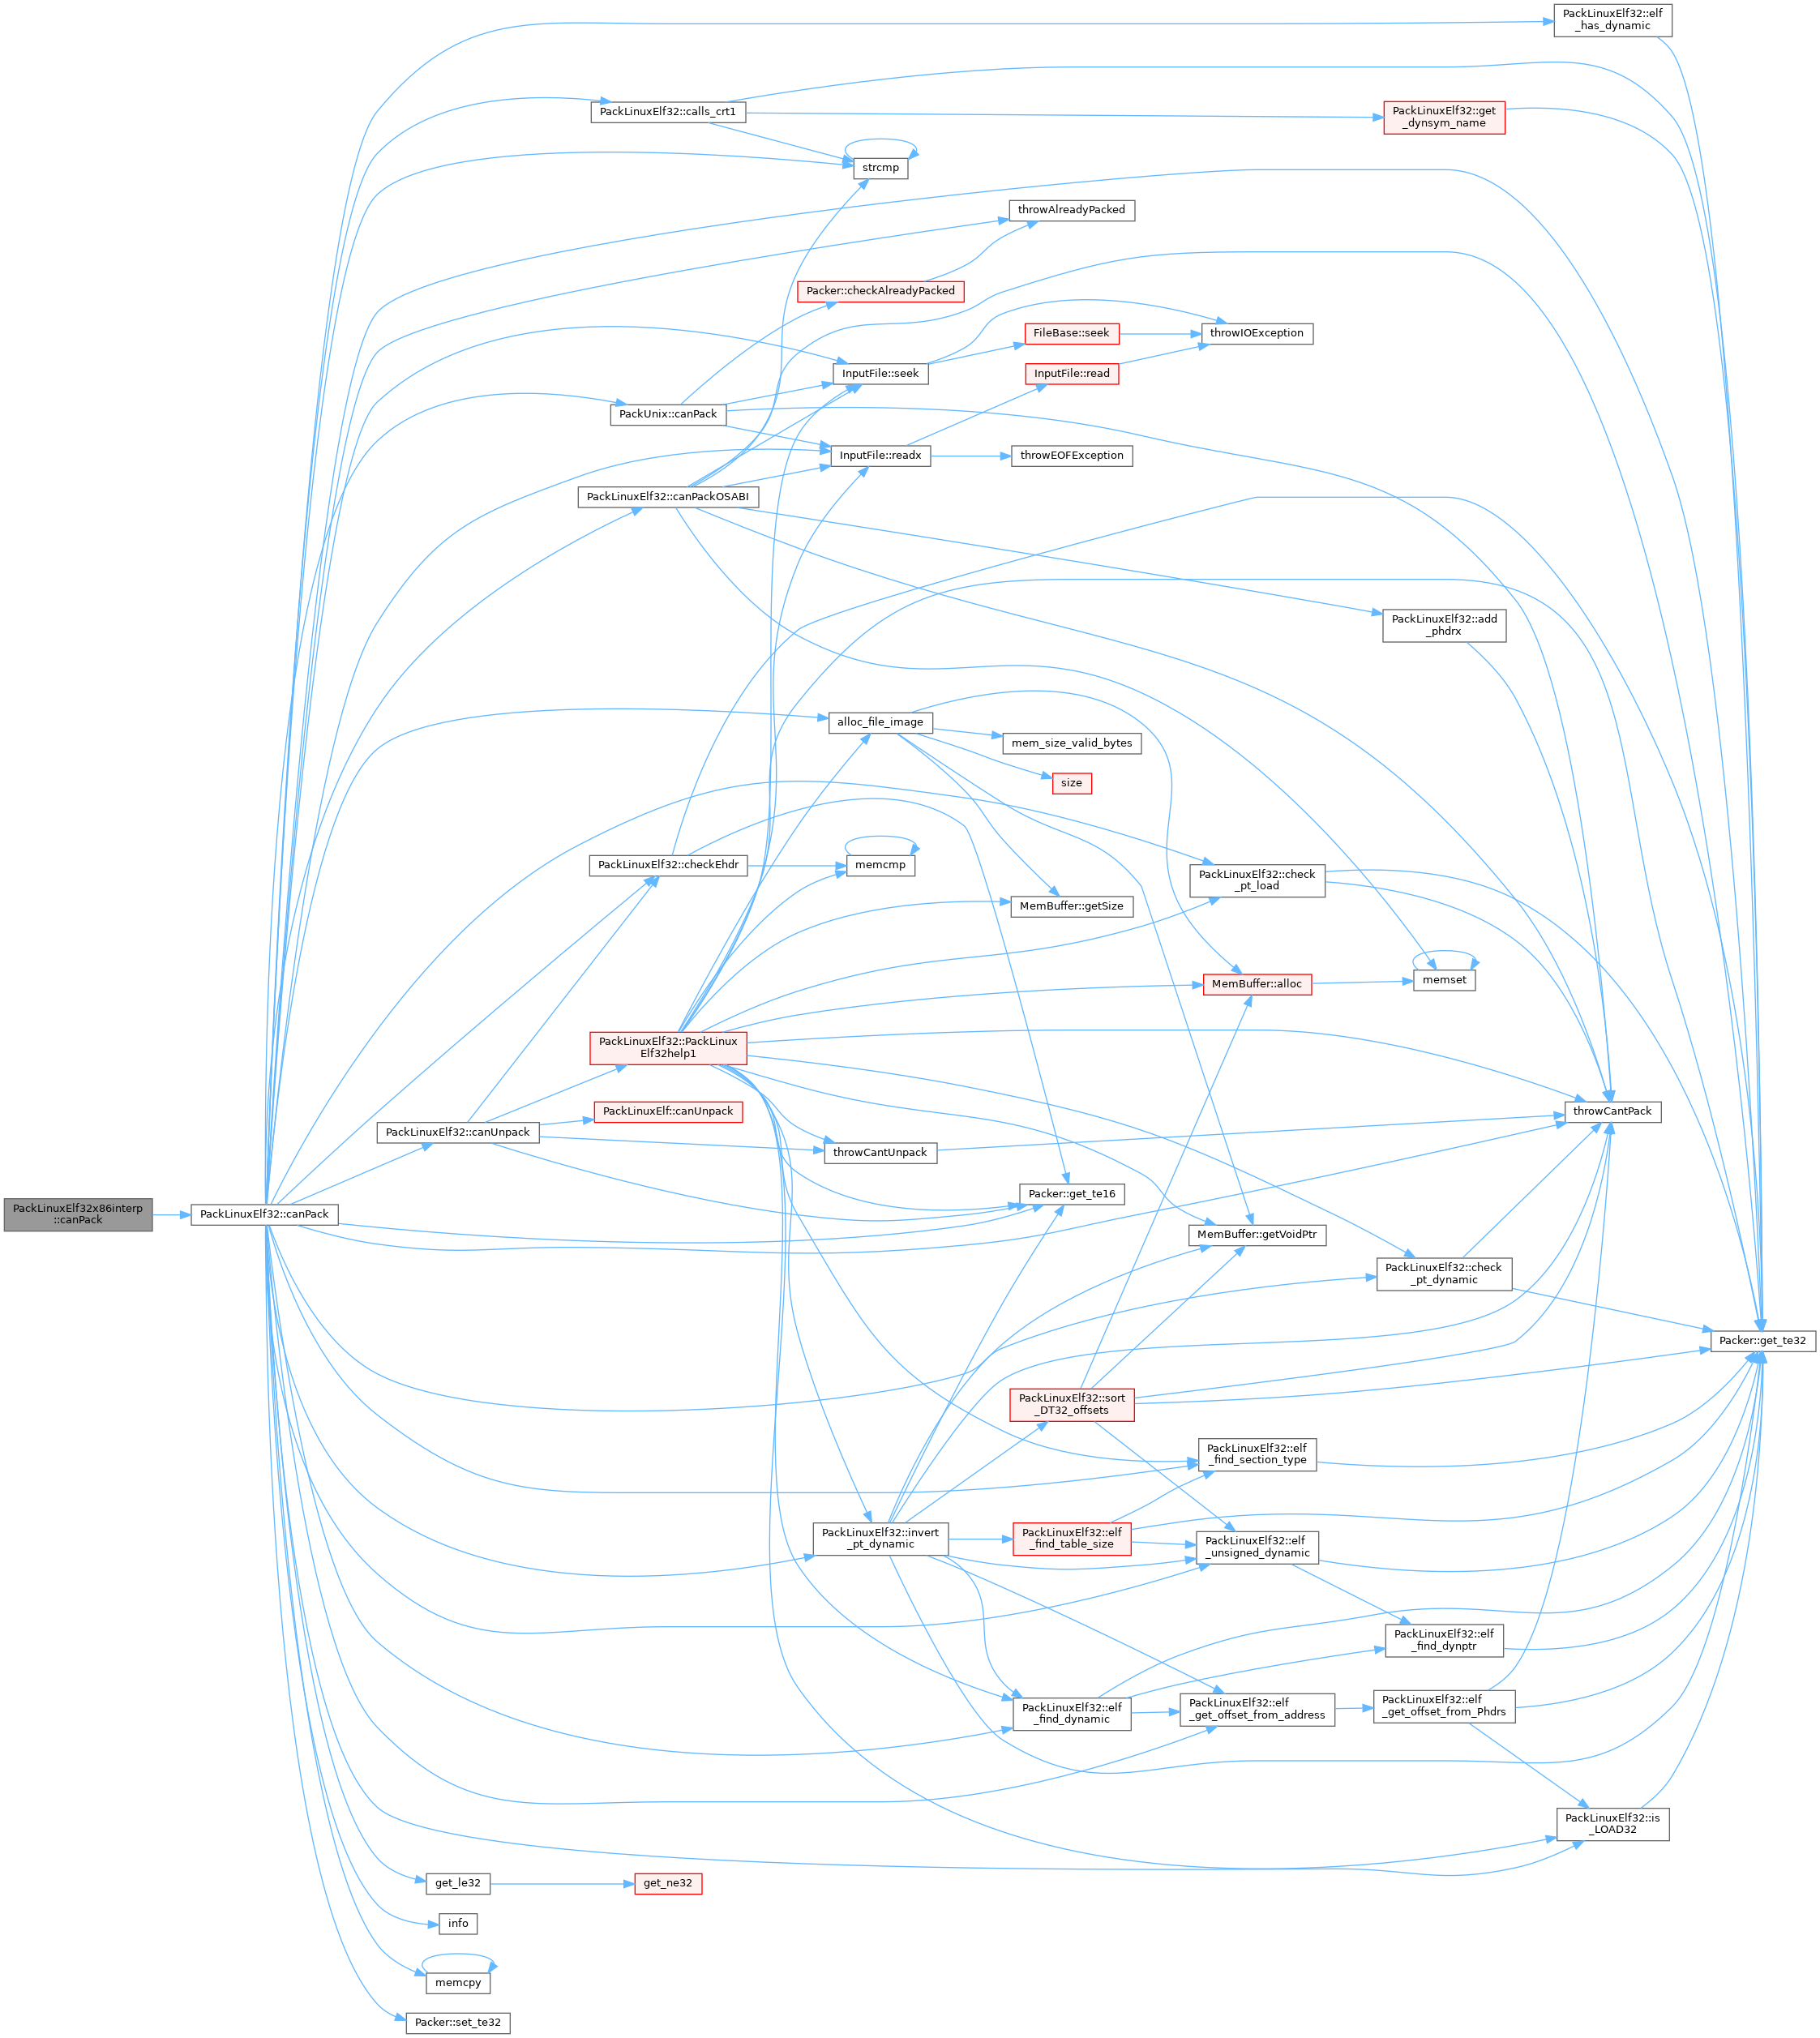 PackLinuxElf32::elf
_has_dynamic
PackLinuxElf32::calls_crt1
PackLinuxElf32::get
_dynsym_name
strcmp
throwAlreadyPacked
Packer::checkAlreadyPacked
FileBase::seek
throwIOException
InputFile::seek
InputFile::read
PackUnix::canPack
InputFile::readx
throwEOFException
PackLinuxElf32::canPackOSABI
PackLinuxElf32::add
_phdrx
alloc_file_image
mem_size_valid_bytes
size
PackLinuxElf32::checkEhdr
memcmp
PackLinuxElf32::check
_pt_load
MemBuffer::getSize
MemBuffer::alloc
memset
PackLinuxElf32::PackLinux
Elf32help1
PackLinuxElf::canUnpack
throwCantPack
PackLinuxElf32::canUnpack
throwCantUnpack
Packer::get_te16
PackLinuxElf32x86interp
::canPack
PackLinuxElf32::canPack
MemBuffer::getVoidPtr
PackLinuxElf32::check
_pt_dynamic
Packer::get_te32
PackLinuxElf32::sort
_DT32_offsets
PackLinuxElf32::elf
_find_section_type
PackLinuxElf32::invert
_pt_dynamic
PackLinuxElf32::elf
_find_table_size
PackLinuxElf32::elf
_unsigned_dynamic
PackLinuxElf32::elf
_find_dynptr
PackLinuxElf32::elf
_find_dynamic
PackLinuxElf32::elf
_get_offset_from_address
PackLinuxElf32::elf
_get_offset_from_Phdrs
PackLinuxElf32::is
_LOAD32
get_le32
get_ne32
info
memcpy
Packer::set_te32